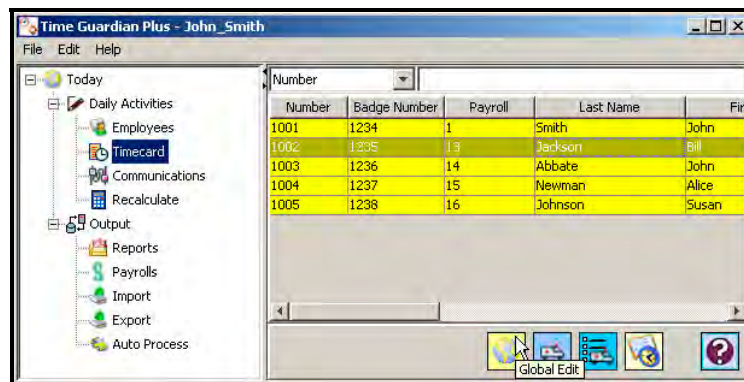 Time Guardian Plus - John_Smith
File Edit Help
Today
Daily Activities
Employees
Timecard
Communications
Recalculate
Output
Reports
Payrolls
Import
Export
Auto Process
Number
Number Badge Number Payroll Last Name Fir
1001 1234 1 Smith John
1002 1235 13 Jackson Bill
1003 1236 14 Abbate John
1004 1237 15 Newman Alice
1005 1238 16 Johnson Susan
Global Edit